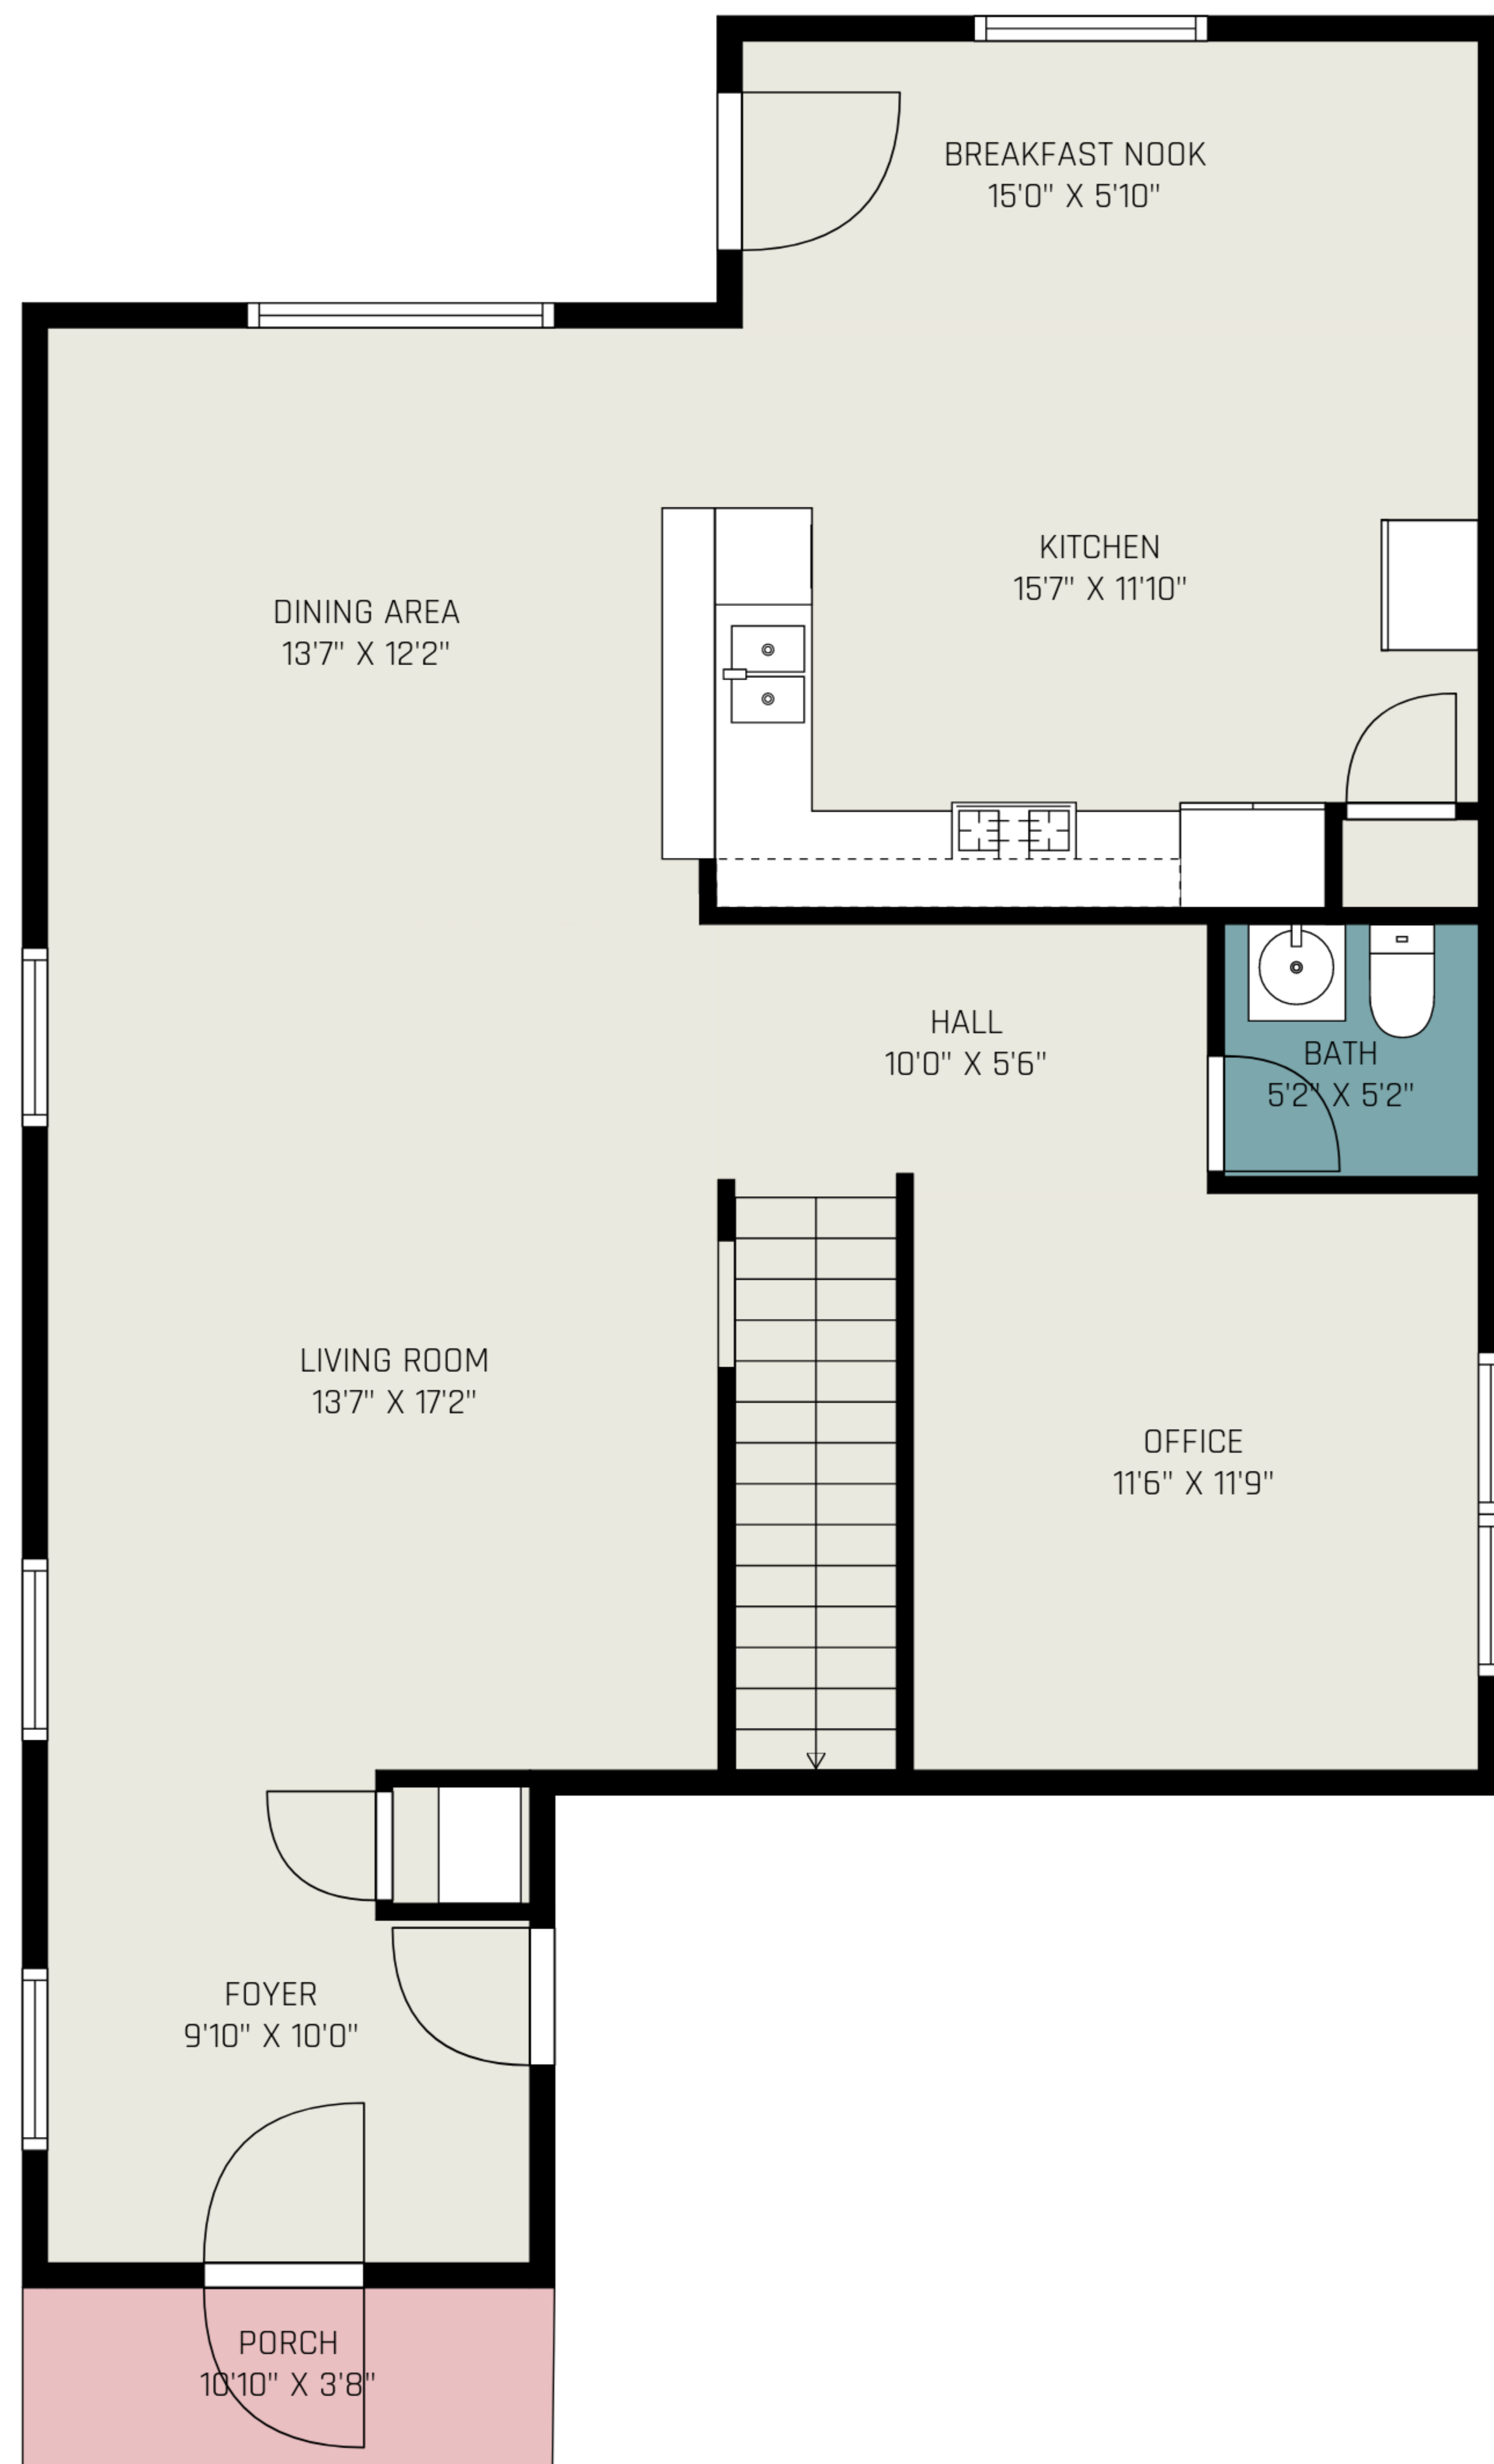 BREAKFAST NOOK
15'0" X 5'10"
KITCHEN
15'7" X 11'10"
DINING AREA
13'7" X 12'2"
HALL
10'0" X 5'6"
BATH
5'2" X 5'2"
LIVING ROOM
13'7" X 17'2"
OFFICE
11'6" X 11'9"
FOYER
9'10" X 10'0"
PORCH
10'10" X 3'8"